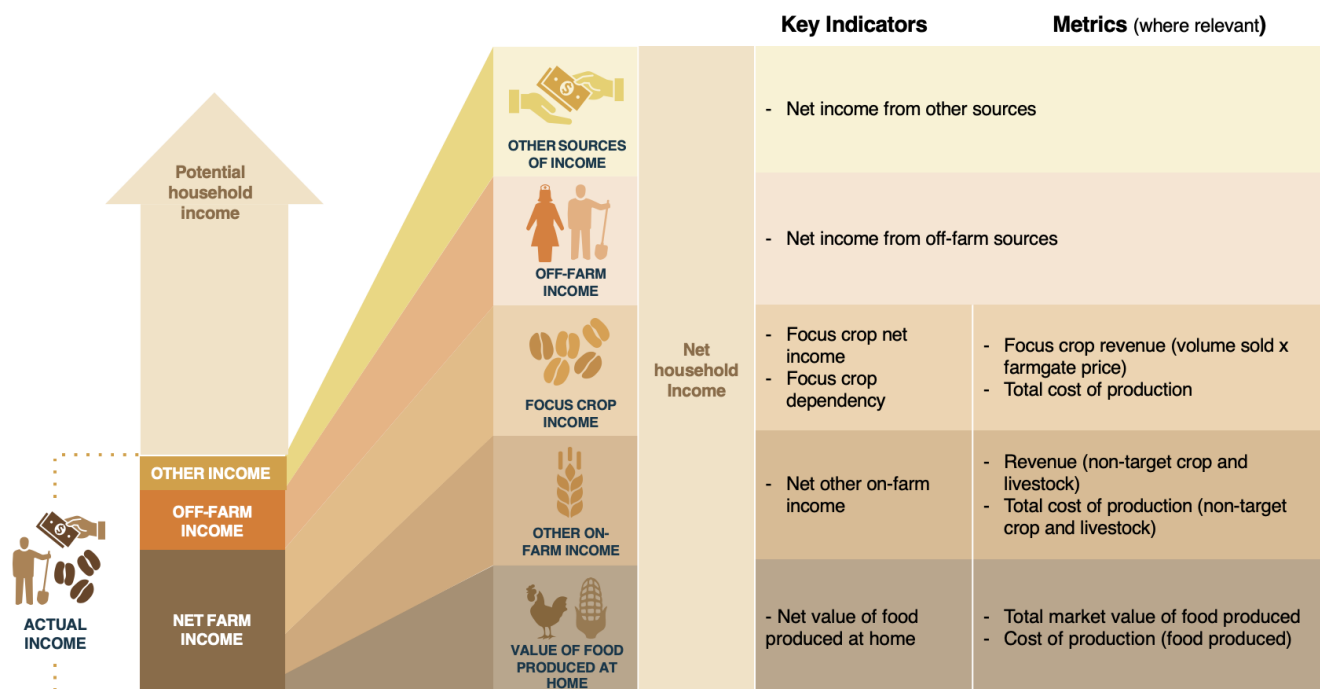 Key Indicators
Metrics (where relevant)
Potential
household
income
OTHER INCOME
OFF-FARM
INCOME
NET FARM
INCOME
ACTUAL
INCOME
OTHER SOURCES
OF INCOME
OFF-FARM
INCOME
FOCUS CROP
INCOME
OTHER ON-
FARM INCOME
VALUE OF FOOD
PRODUCED AT
HOME
Net
household
Income
- Net income from other sources
- Net income from off-farm sources
- Focus crop net
income
- Focus crop
dependency
- Focus crop revenue (volume sold x
farmgate price)
- Total cost of production
- Net other on-farm
income
- Revenue (non-target crop and
livestock)
- Total cost of production (non-target
crop and livestock)
- Net value of food
produced at home
- Total market value of food produced
- Cost of production (food produced)